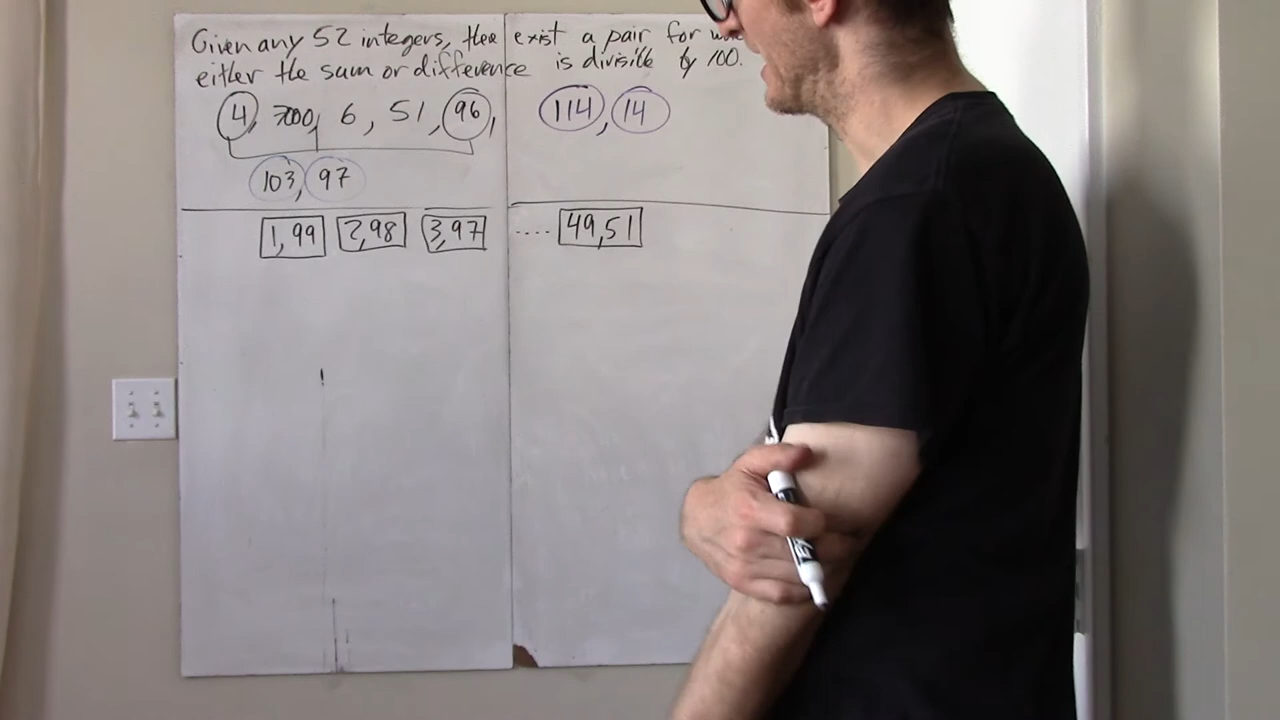 Given any 52 integers, there exist a pair for
either the sum or difference is divisible by 100.
4, 7000, 6, 51, 96, 114, 14
103, 97
1,99 2,98 3,97 .... 49,51